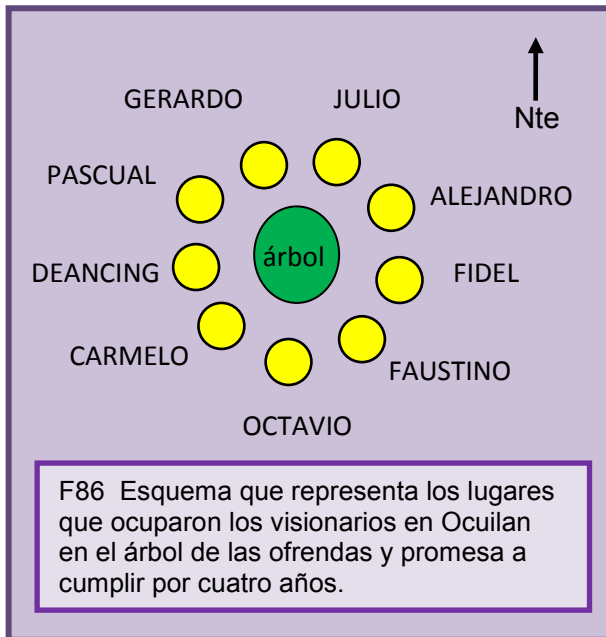 GERARDO JULIO
Nte
PASCUAL
ALEJANDRO
árbol
DEANCING FIDEL
CARMELO
FAUSTINO
OCTAVIO
F86 Esquema que representa los lugares
que ocuparon los visionarios en Ocuilan
en el árbol de las ofrendas y promesa a
cumplir por cuatro años.